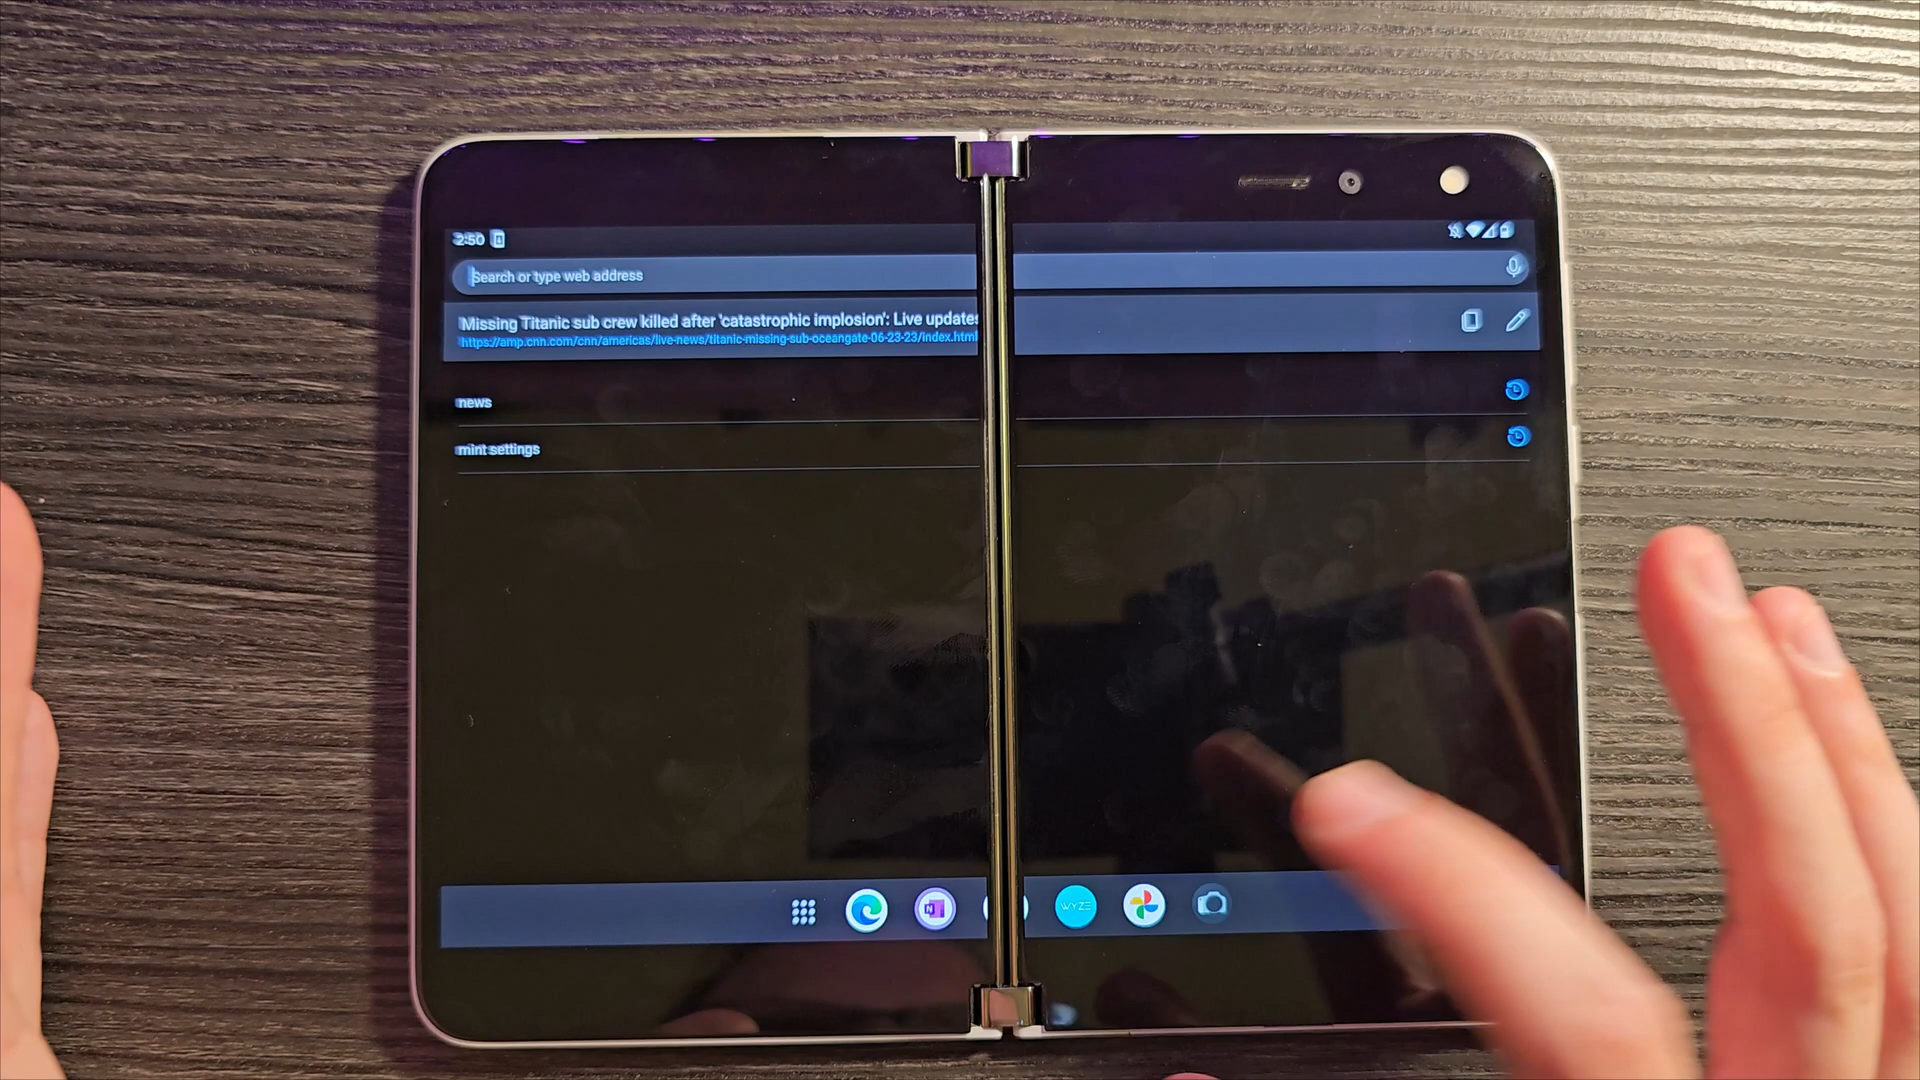 2:50
Search or type web address
Missing Titanic sub crew killed after 'catastrophic implosion': Live updates
https://amp.cnn.com/cnn/americas/live-news/titanic-missing-sub-oceangate-06-23-23/index.html
news
mint settings
N
WYZE